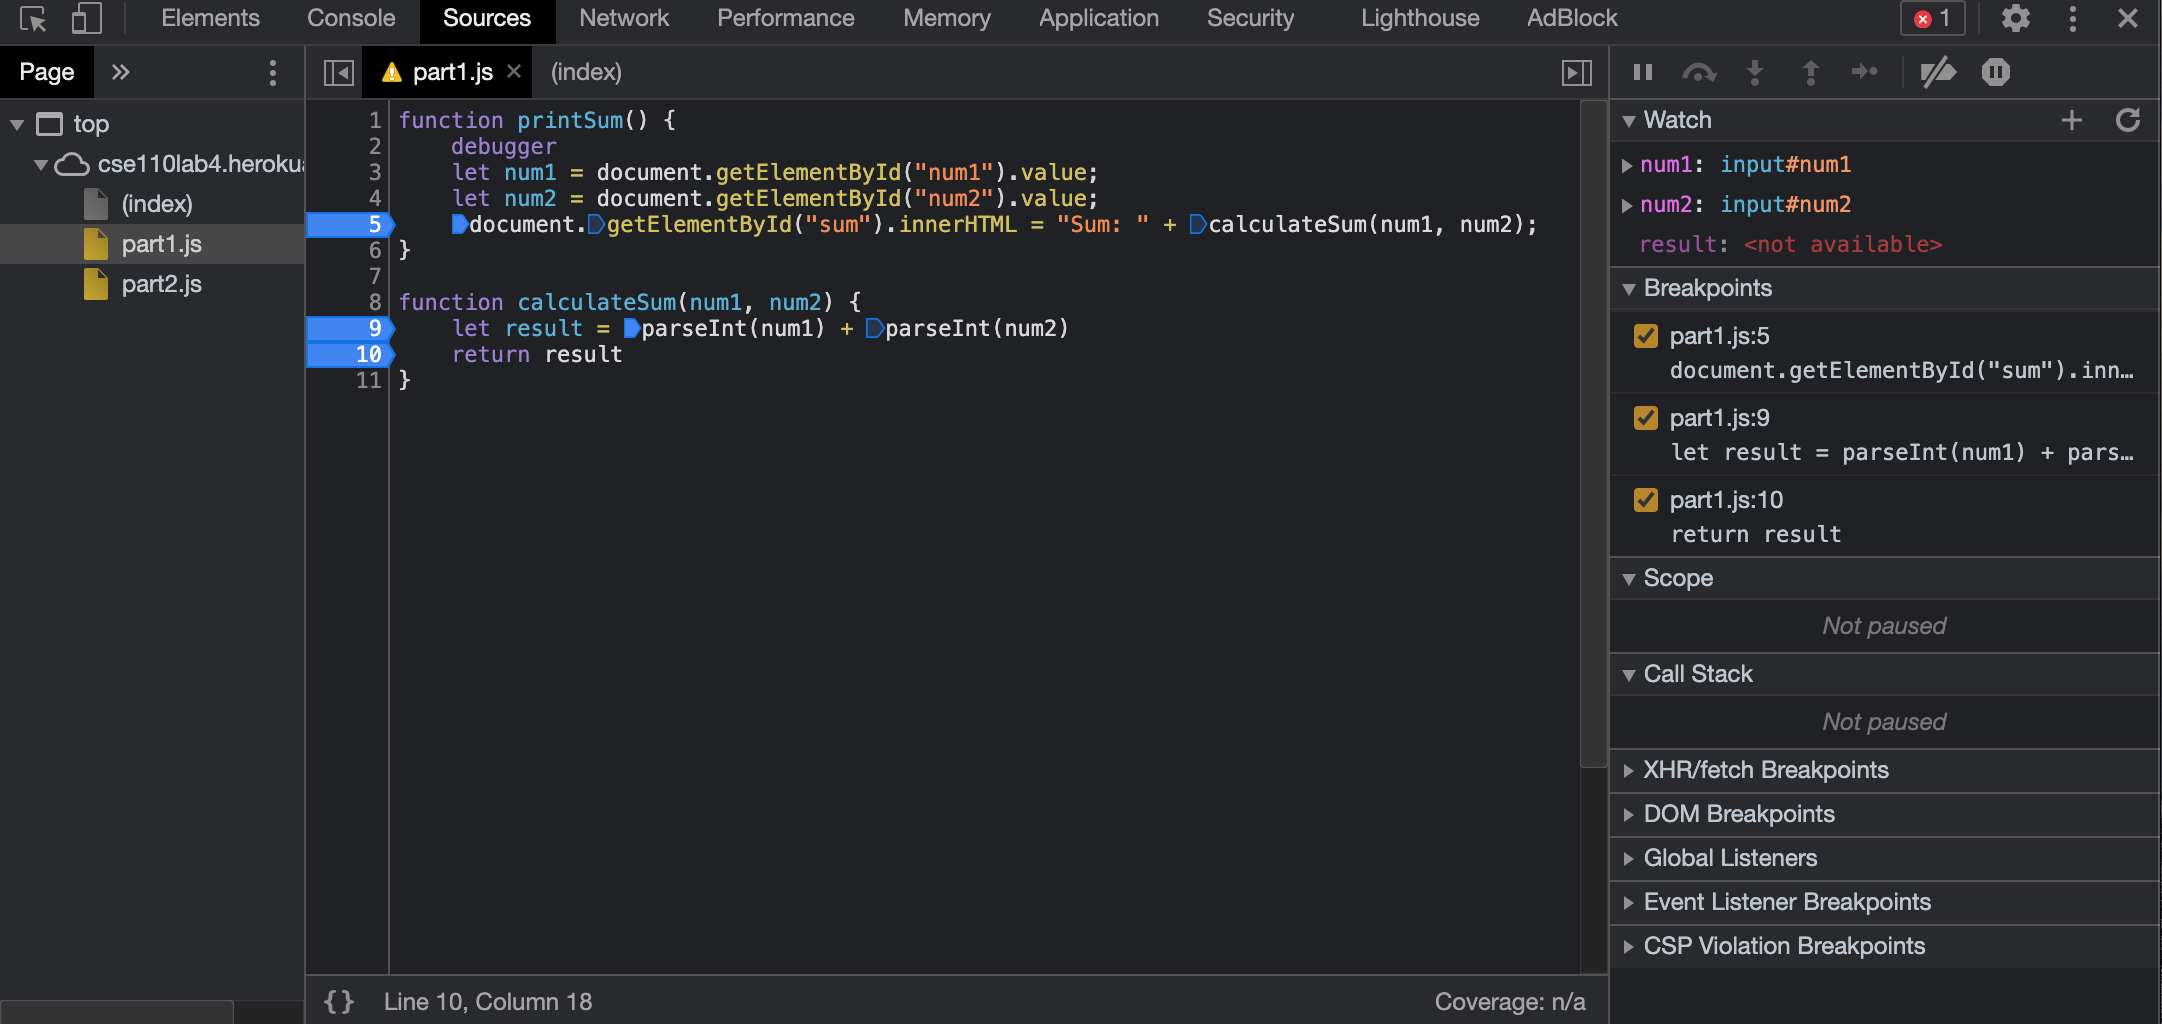 Elements Console Sources Network Performance Memory Application Security Lighthouse AdBlock 1
Page
part1.js (index)
top
cse110lab4.heroku
(index)
part1.js
part2.js
1 function printSum() {
2 debugger
3 let num1 = document.getElementById("num1").value;
4 let num2 = document.getElementById("num2").value;
5 document.getElementById("sum").innerHTML = "Sum: " + calculateSum(num1, num2);
6 }
7
8 function calculateSum(num1, num2) {
9 let result = parseInt(num1) + parseInt(num2)
10 return result
11 }
{} Line 10, Column 18 Coverage: n/a
Watch
num1: input#num1
num2: input#num2
result: <not available>
Breakpoints
part1.js:5
document.getElementById("sum").inn…
part1.js:9
let result = parseInt(num1) + pars…
part1.js:10
return result
Scope
Not paused
Call Stack
Not paused
XHR/fetch Breakpoints
DOM Breakpoints
Global Listeners
Event Listener Breakpoints
CSP Violation Breakpoints